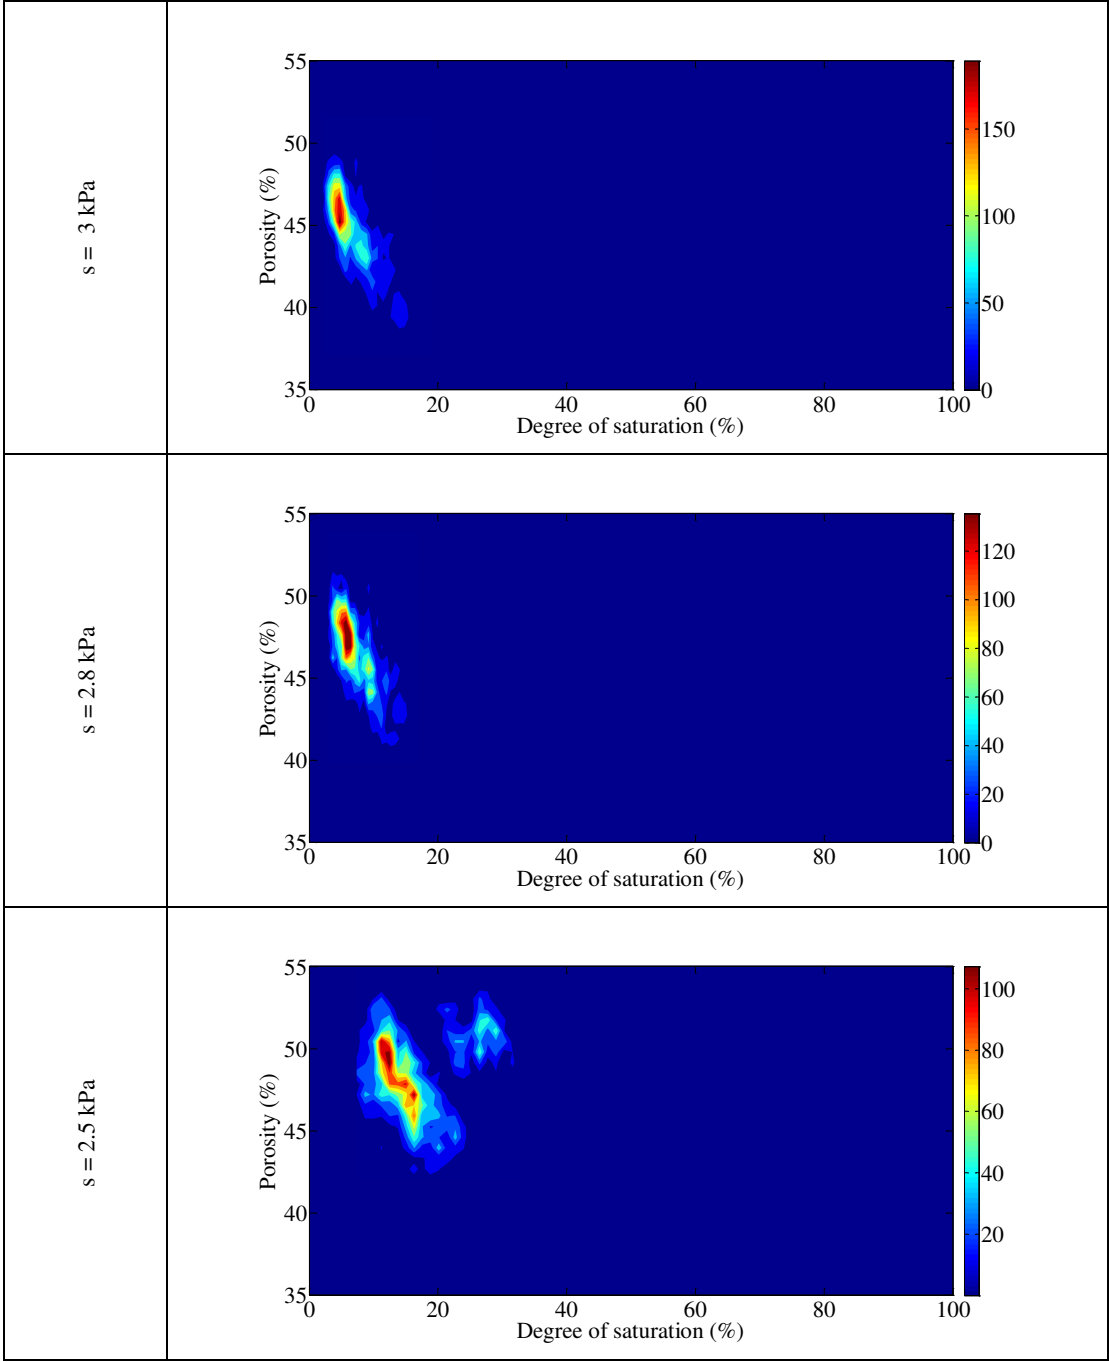 s = 3 kPa
55
50
45
40
35
Porosity (%)
0 20 40 60 80 100
Degree of saturation (%)
150
100
50
0
s = 2.8 kPa
55
50
45
40
35
Porosity (%)
0 20 40 60 80 100
Degree of saturation (%)
120
100
80
60
40
20
0
s = 2.5 kPa
55
50
45
40
35
Porosity (%)
0 20 40 60 80 100
Degree of saturation (%)
100
80
60
40
20